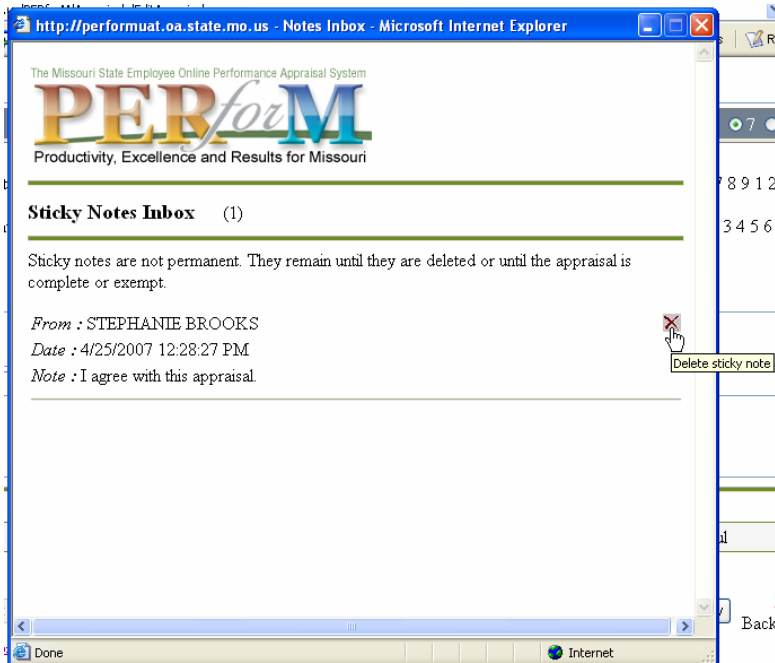 http://performuat.oa.state.mo.us - Notes Inbox - Microsoft Internet Explorer
The Missouri State Employee Online Performance Appraisal System
PERforM
Productivity, Excellence and Results for Missouri
Sticky Notes Inbox (1)
Sticky notes are not permanent. They remain until they are deleted or until the appraisal is
complete or exempt.
From : STEPHANIE BROOKS
Date : 4/25/2007 12:28:27 PM
Delete sticky note
Note : I agree with this appraisal.
7
8 9 1 2
3 4 5 6
Back
Done
Internet